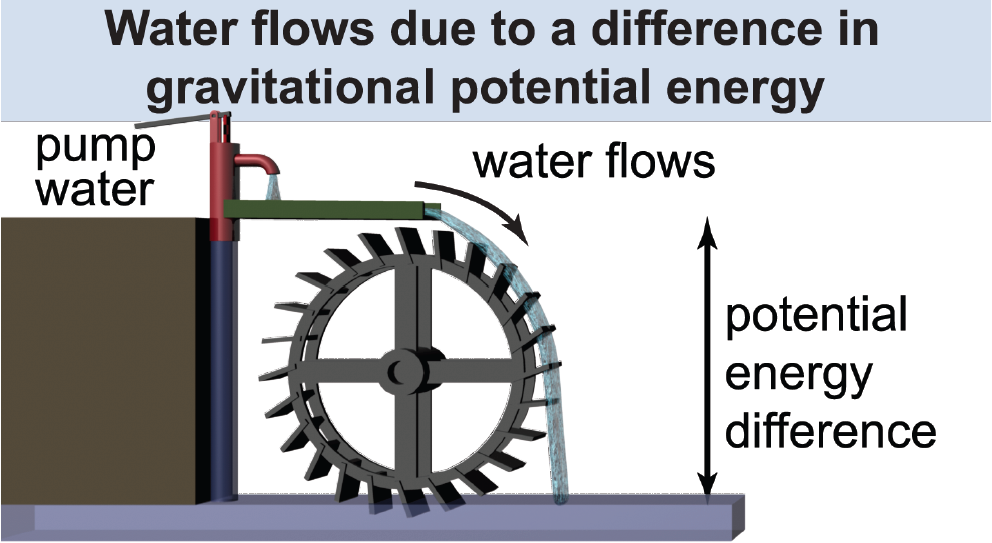 Water flows due to a difference in
gravitational potential energy
pump
water
water flows
potential
energy
difference